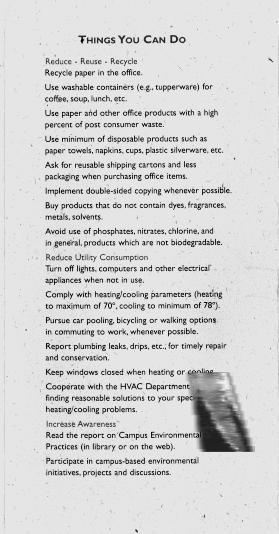 THINGS YOU CAN DO
Reduce - Reuse - Recycle
Recycle paper in the office.
Use washable containers (e.g., tupperware) for
coffee, soup, lunch, etc.
Use paper and other office products with a high
percent of post consumer waste.
Use minimum of disposable products such as
paper towels, napkins, cups, plastic silverware, etc.
Ask for reusable shipping cartons and less
packaging when purchasing office items.
Implement double-sided copying whenever possible.
Buy products that do not contain dyes, fragrances,
metals, solvents.
Avoid use of phosphates, nitrates, chlorine, and
in general, products which are not biodegradable.
Reduce Utility Consumption
Turn off lights, computers and other electrical
appliances when not in use.
Comply with heating/cooling parameters (heating
to maximum of 70°, cooling to minimum of 78°).
Pursue car pooling, bicycling or walking options
in commuting to work, whenever possible.
Report plumbing leaks, drips, etc., for timely repair
and conservation.
Keep windows closed when heating or cooling
Cooperate with the HVAC Department
finding reasonable solutions to your
heating/cooling problems.
Increase Awareness
Read the report on Campus Environmental
Practices (in library or on the web).
Participate in campus-based environmental
initiatives, projects and discussions.